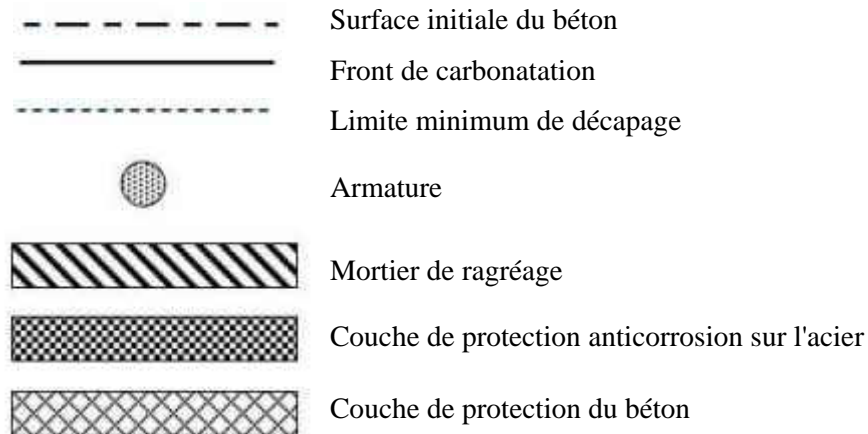 Surface initiale du béton
Front de carbonatation
Limite minimum de décapage
Armature
Mortier de ragréage
Couche de protection anticorrosion sur l'acier
Couche de protection du béton